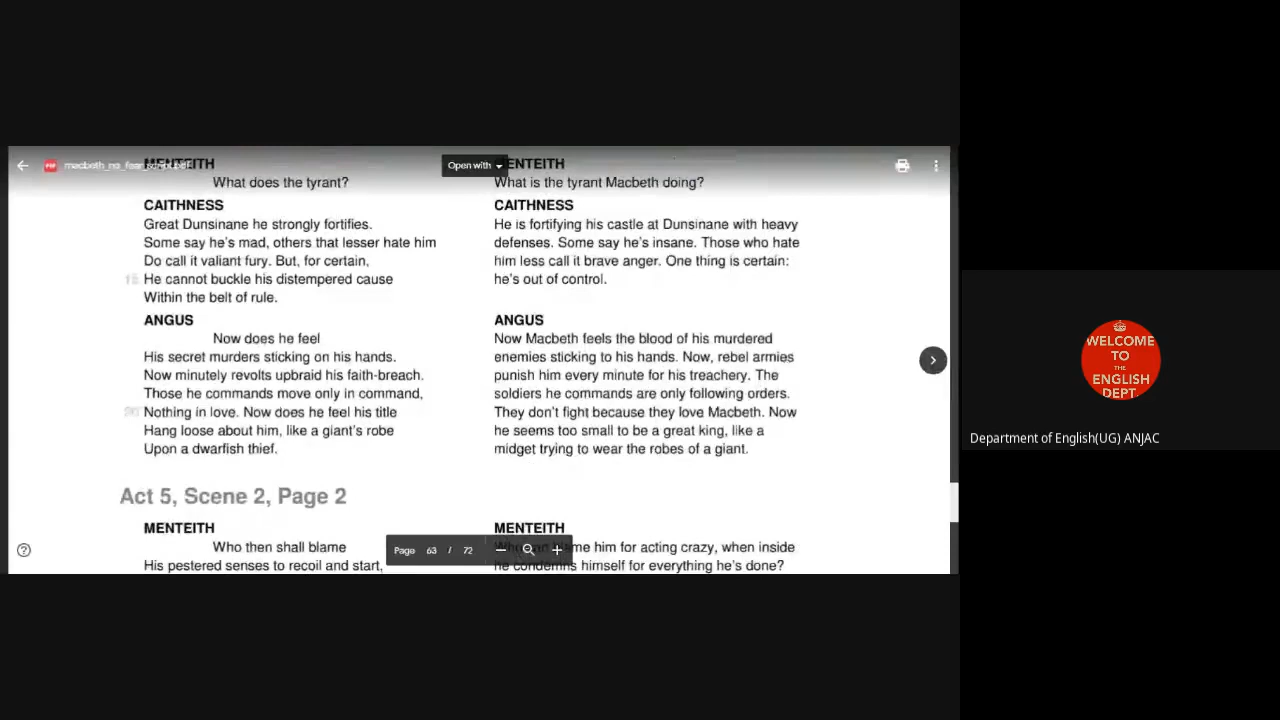 macbeth_no_fear_script.pdf
Open with
MENTEITH
What does the tyrant?
CAITHNESS
Great Dunsinane he strongly fortifies.
Some say he's mad, others that lesser hate him
Do call it valiant fury. But, for certain,
15 He cannot buckle his distempered cause
Within the belt of rule.
ANGUS
Now does he feel
His secret murders sticking on his hands.
Now minutely revolts upbraid his faith-breach.
Those he commands move only in command,
20 Nothing in love. Now does he feel his title
Hang loose about him, like a giant's robe
Upon a dwarfish thief.
MENTEITH
What is the tyrant Macbeth doing?
CAITHNESS
He is fortifying his castle at Dunsinane with heavy
defenses. Some say he's insane. Those who hate
him less call it brave anger. One thing is certain:
he's out of control.
ANGUS
Now Macbeth feels the blood of his murdered
enemies sticking to his hands. Now, rebel armies
punish him every minute for his treachery. The
soldiers he commands are only following orders.
They don't fight because they love Macbeth. Now
he seems too small to be a great king, like a
midget trying to wear the robes of a giant.
Act 5, Scene 2, Page 2
MENTEITH
Who then shall blame
His pestered senses to recoil and start,
MENTEITH
blame him for acting crazy, when inside
he condemns himself for everything he's done?
Page 63 / 72
WELCOME
TO
THE
ENGLISH
DEPT.
Department of English(UG) ANJAC